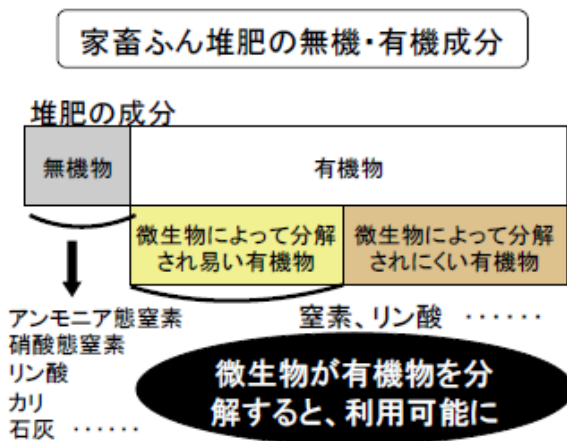 家畜ふん堆肥の無機・有機成分
堆肥の成分
無機物
有機物
微生物によって分解
され易い有機物
微生物によって分解
されにくい有機物
アンモニア態窒素
硝酸態窒素
リン酸
カリ
石灰 ‥‥‥
窒素、リン酸 ‥‥‥
微生物が有機物を分
解すると、利用可能に